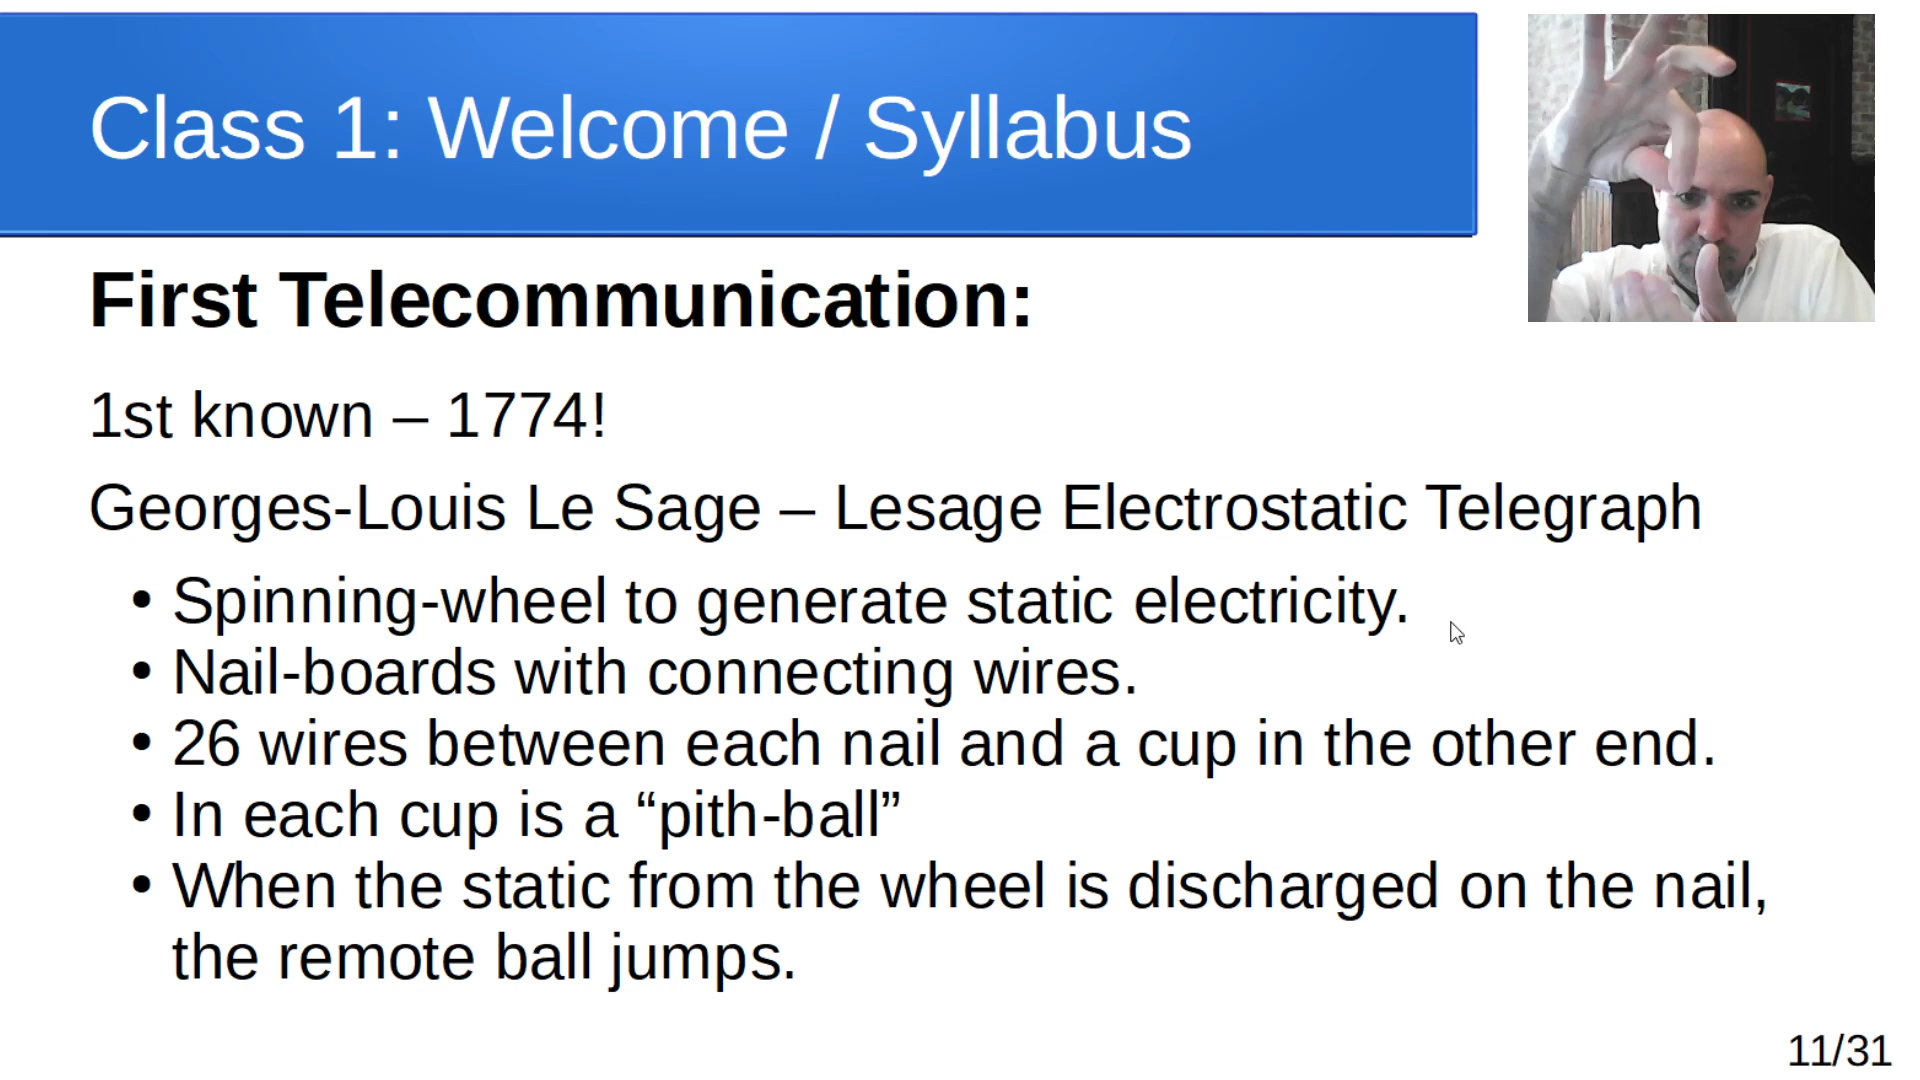 Class 1: Welcome / Syllabus
First Telecommunication:
1st known – 1774!
Georges-Louis Le Sage – Lesage Electrostatic Telegraph
• Spinning-wheel to generate static electricity.
• Nail-boards with connecting wires.
• 26 wires between each nail and a cup in the other end.
• In each cup is a “pith-ball”
• When the static from the wheel is discharged on the nail,
the remote ball jumps.
11/31